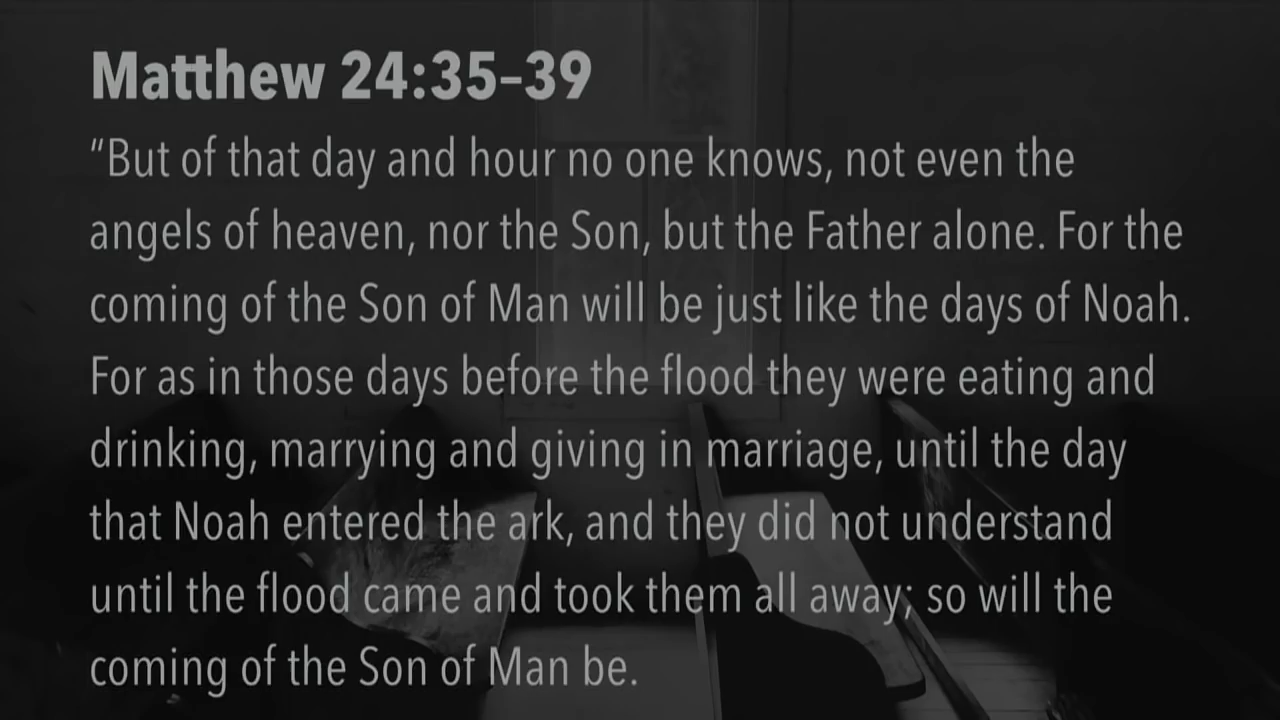 Matthew 24:35–39
“But of that day and hour no one knows, not even the
angels of heaven, nor the Son, but the Father alone. For the
coming of the Son of Man will be just like the days of Noah.
For as in those days before the flood they were eating and
drinking, marrying and giving in marriage, until the day
that Noah entered the ark, and they did not understand
until the flood came and took them all away; so will the
coming of the Son of Man be.